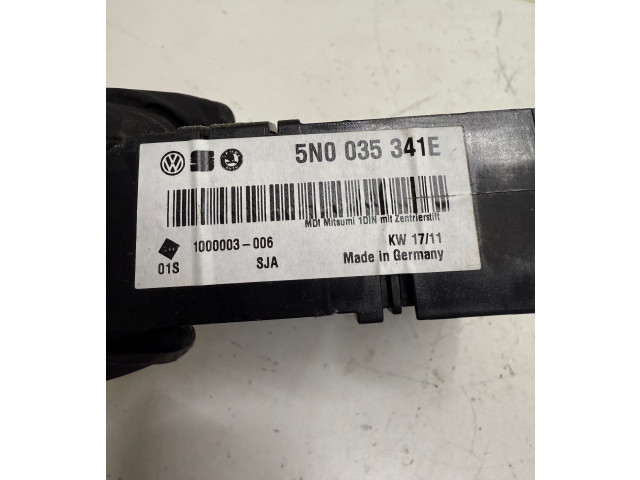 5N0 035 341E
MDI Mitsumi 1DIN mit Zentrierstift
1000003-006
KW 17/11
01S
SJA
Made in Germany